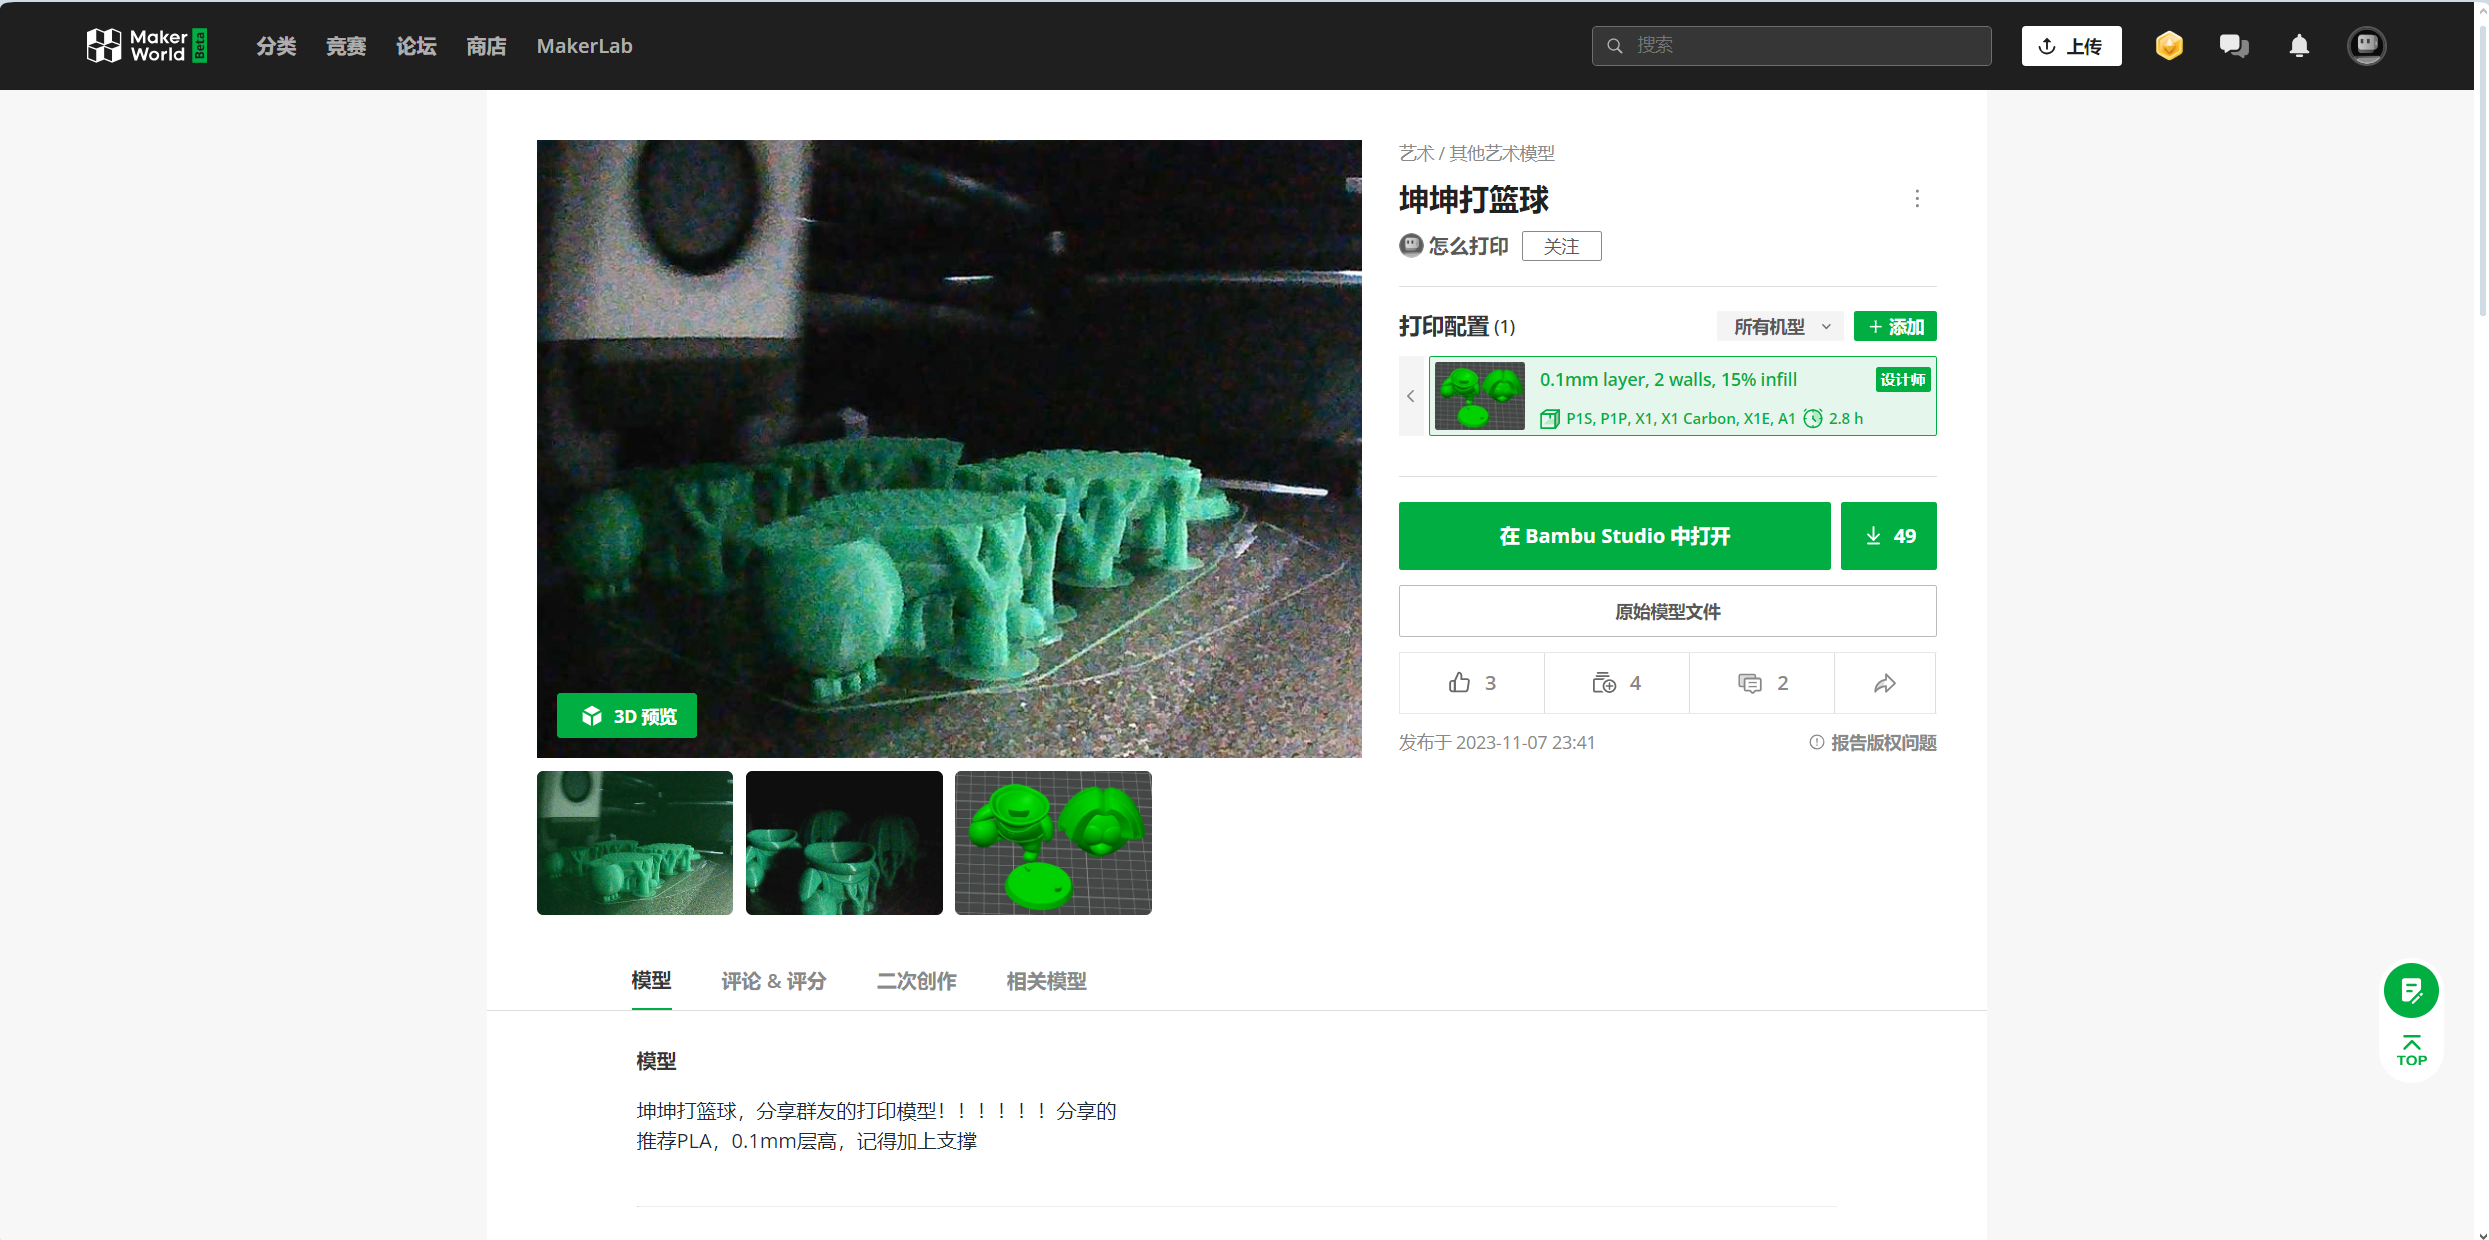 Maker World Beta 分类 竞赛 论坛 商店 MakerLab 搜索 上传
艺术 / 其他艺术模型
坤坤打篮球
怎么打印 关注
打印配置 (1) 所有机型 + 添加
0.1mm layer, 2 walls, 15% infill 设计师
P1S, P1P, X1, X1 Carbon, X1E, A1 2.8 h
在 Bambu Studio 中打开 49
原始模型文件
3 4 2
发布于 2023-11-07 23:41 报告版权问题
3D 预览
模型 评论 & 评分 二次创作 相关模型
模型
坤坤打篮球，分享群友的打印模型！！！！！！分享的
推荐PLA，0.1mm层高，记得加上支撑
TOP